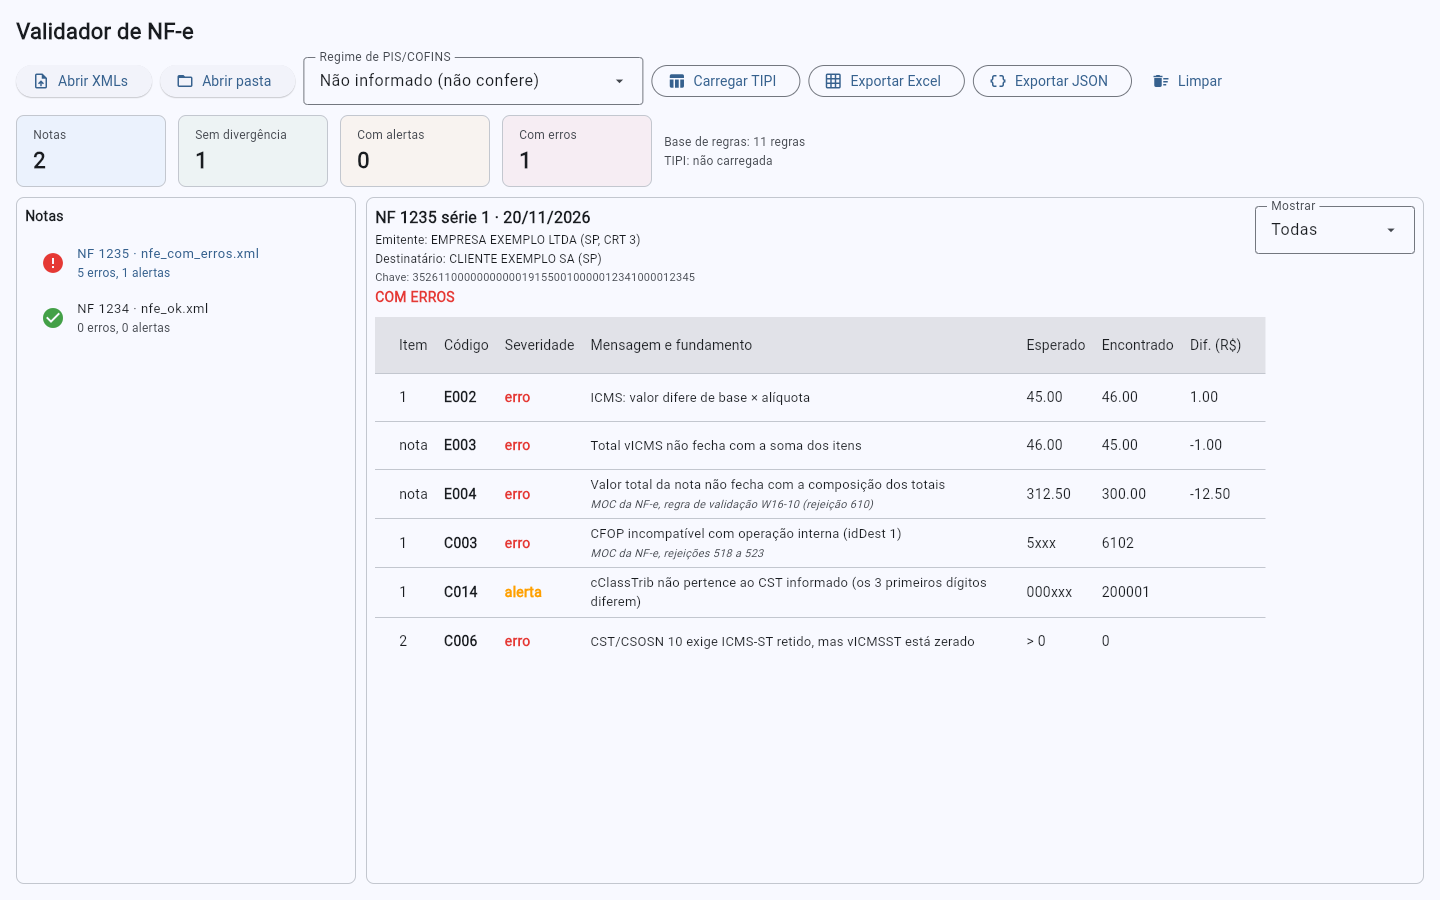 Validador de NF-e
Abrir XMLs
Abrir pasta
Regime de PIS/COFINS
Não informado (não confere)
Carregar TIPI
Exportar Excel
Exportar JSON
Limpar
Notas
2
Sem divergência
1
Com alertas
0
Com erros
1
Base de regras: 11 regras
TIPI: não carregada
Notas
NF 1235 · nfe_com_erros.xml
5 erros, 1 alertas
NF 1234 · nfe_ok.xml
0 erros, 0 alertas
NF 1235 série 1 · 20/11/2026
Emitente: EMPRESA EXEMPLO LTDA (SP, CRT 3)
Destinatário: CLIENTE EXEMPLO SA (SP)
Chave: 35261100000000000191550010000012341000012345
COM ERROS
Mostrar
Todas
Item Código Severidade Mensagem e fundamento Esperado Encontrado Dif. (R$)
1 E002 erro ICMS: valor difere de base × alíquota 45.00 46.00 1.00
nota E003 erro Total vICMS não fecha com a soma dos itens 46.00 45.00 -1.00
nota E004 erro Valor total da nota não fecha com a composição dos totais 312.50 300.00 -12.50
MOC da NF-e, regra de validação W16-10 (rejeição 610)
1 C003 erro CFOP incompatível com operação interna (idDest 1) 5xxx 6102
MOC da NF-e, rejeições 518 a 523
1 C014 alerta cClassTrib não pertence ao CST informado (os 3 primeiros dígitos 000xxx 200001
diferem)
2 C006 erro CST/CSOSN 10 exige ICMS-ST retido, mas vICMSST está zerado > 0 0